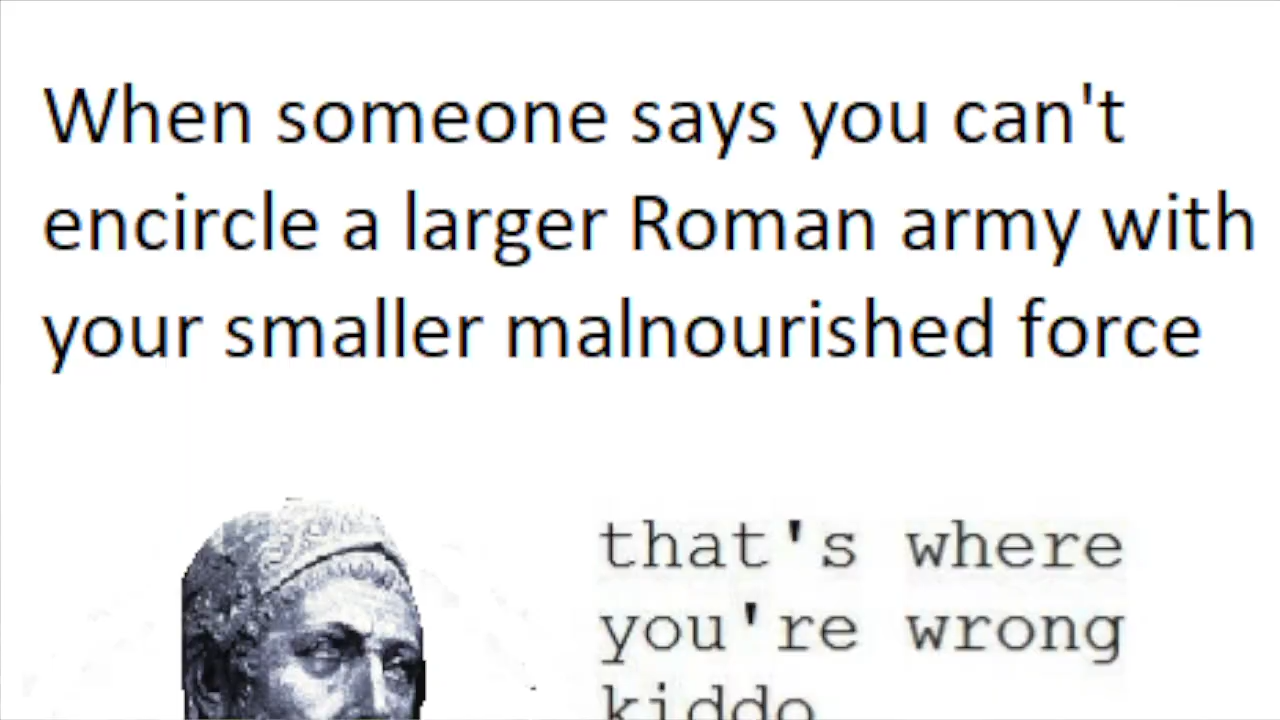 When someone says you can't
encircle a larger Roman army with
your smaller malnourished force
that's where
you're wrong
kiddo